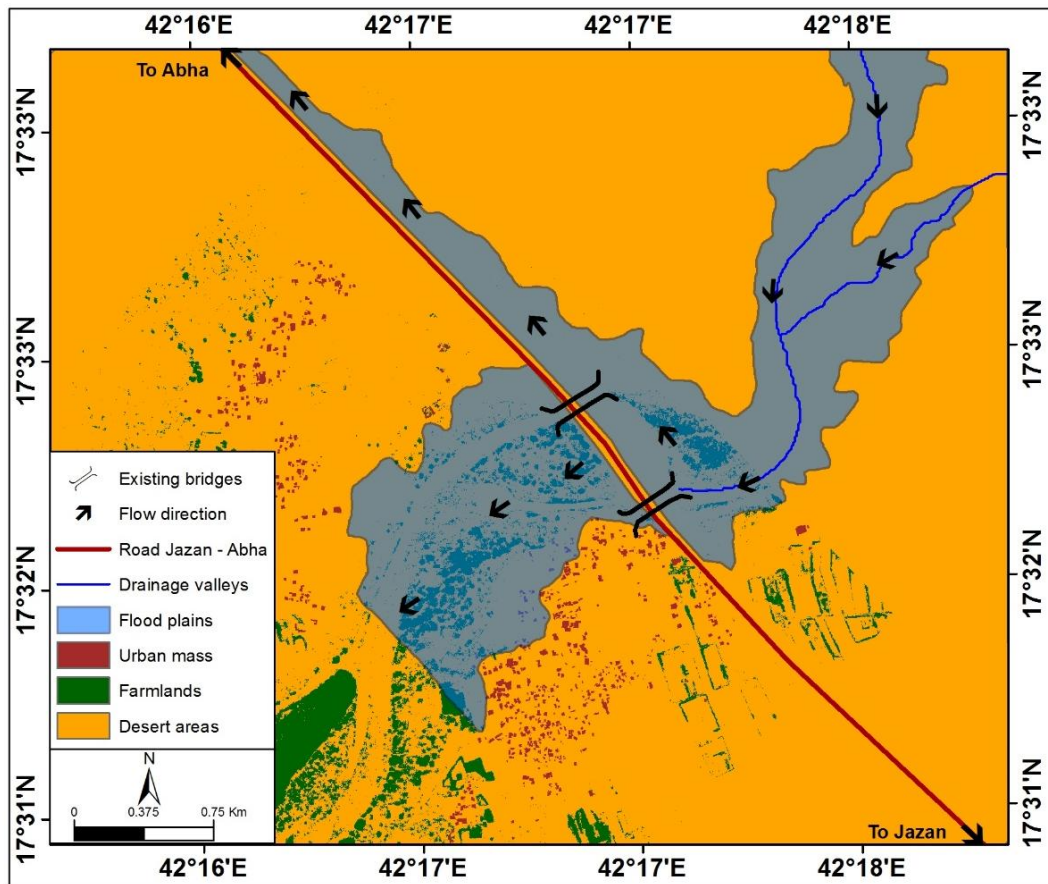 42°16'E 42°17'E 42°17'E 42°18'E
To Abha
17°33'N
17°33'N
17°33'N
17°33'N
17°32'N
17°32'N
17°31'N
17°31'N
Existing bridges
Flow direction
Road Jazan - Abha
Drainage valleys
Flood plains
Urban mass
Farmlands
Desert areas
N
0 0.375 0.75 Km
To Jazan
42°16'E 42°17'E 42°17'E 42°18'E